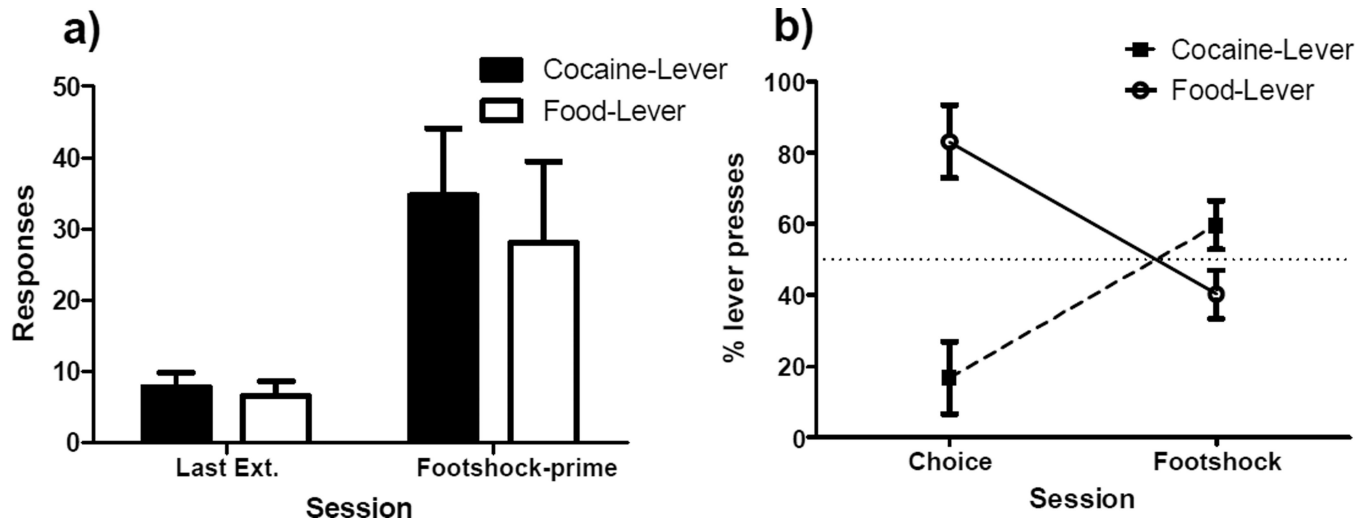 a)
Cocaine-Lever
Food-Lever
50
40
30
20
10
0
Responses
Last Ext.
Footshock-prime
Session
b)
Cocaine-Lever
Food-Lever
100
80
60
40
20
0
% lever presses
Choice
Footshock
Session